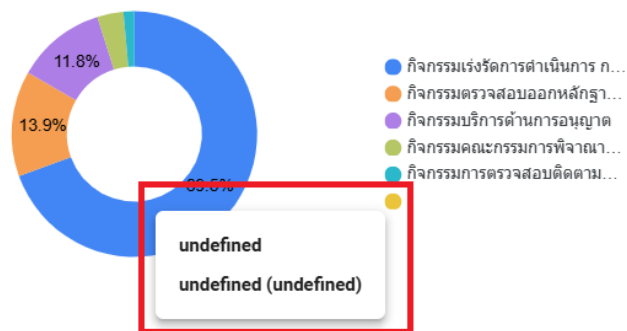 11.8%
13.9%
69.5%
กิจกรรมเร่งรัดการดำเนินการ ก...
กิจกรรมตรวจสอบออกหลักฐา...
กิจกรรมบริการด้านการอนุญาต
กิจกรรมคณะกรรมการพิจาณา...
กิจกรรมการตรวจสอบติดตาม...
undefined
undefined (undefined)